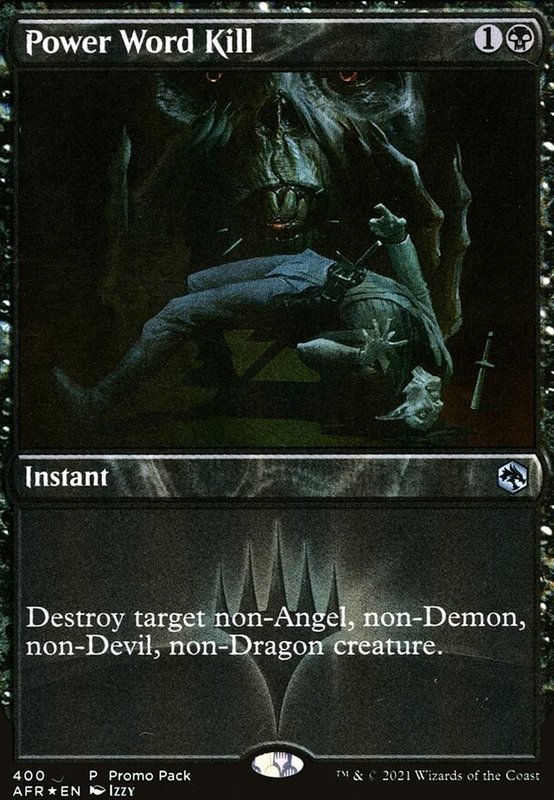 Power Word Kill 1
Instant
Destroy target non-Angel, non-Demon,
non-Devil, non-Dragon creature.
400 P Promo Pack ™ & © 2021 Wizards of the Coast
AFR★EN Izzy